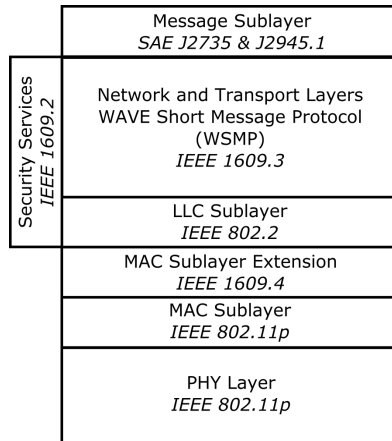 Message Sublayer
SAE J2735 & J2945.1
Security Services
IEEE 1609.2
Network and Transport Layers
WAVE Short Message Protocol
(WSMP)
IEEE 1609.3
LLC Sublayer
IEEE 802.2
MAC Sublayer Extension
IEEE 1609.4
MAC Sublayer
IEEE 802.11p
PHY Layer
IEEE 802.11p